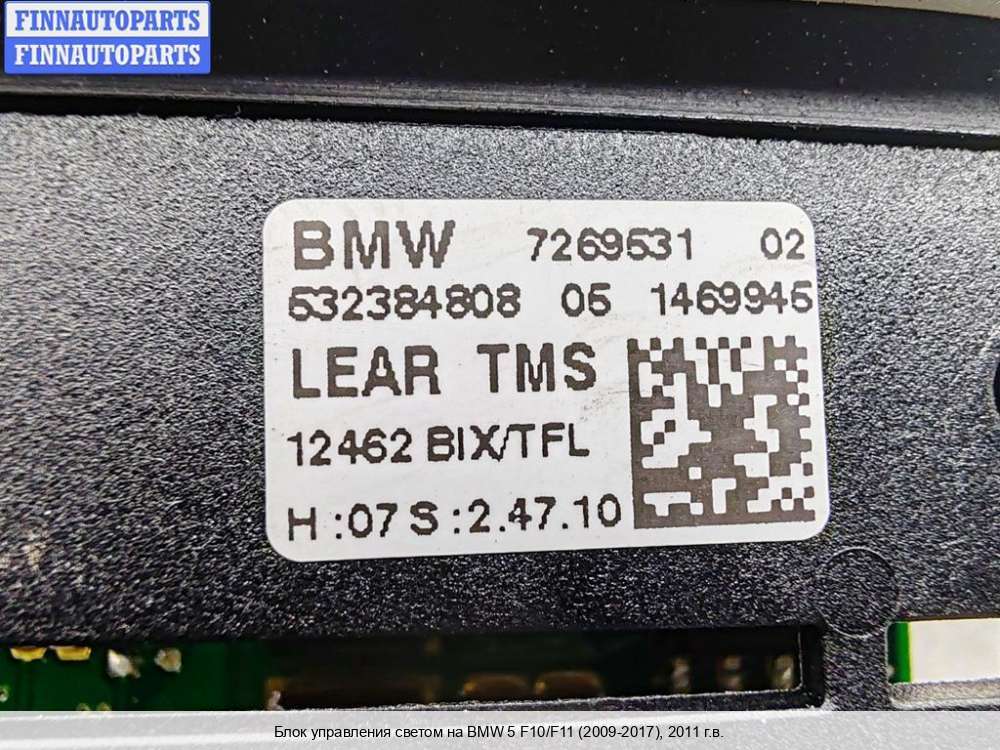 FINNAUTOPARTS
FINNAUTOPARTS
BMW 7269531 02
532384808 05 1469945
LEAR TMS
12462 BIX/TFL
H :07 S :2.47.10
Блок управления светом на BMW 5 F10/F11 (2009-2017), 2011 г.в.